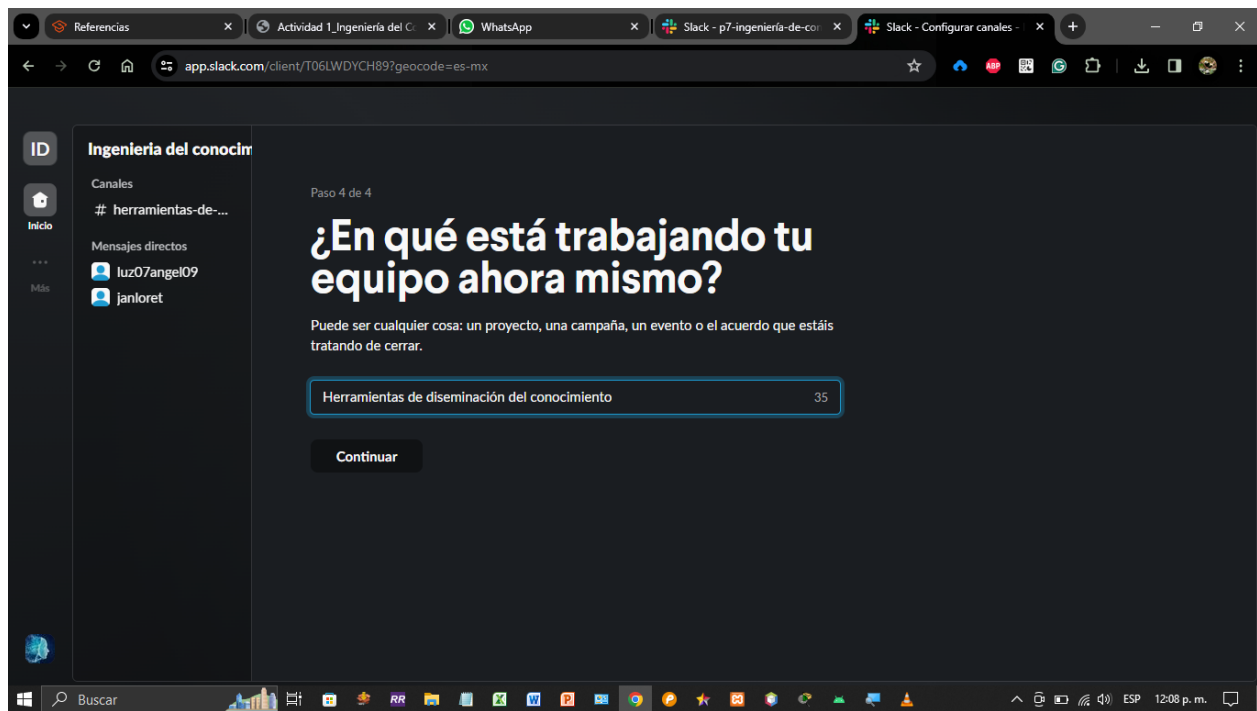 Referencias
Actividad 1_Ingeniería del Co
WhatsApp
Slack - p7-ingeniería-de-con
Slack - Configurar canales -
app.slack.com/client/T06LWDYCH89?geocode=es-mx
ABP
ID
Ingenieria del conocim
Canales
# herramientas-de-...
Inicio
Mensajes directos
luz07angel09
Más
janloret
Paso 4 de 4
¿En qué está trabajando tu
equipo ahora mismo?
Puede ser cualquier cosa: un proyecto, una campaña, un evento o el acuerdo que estáis
tratando de cerrar.
Herramientas de diseminación del conocimiento 35
Continuar
Buscar
RR
ESP
12:08 p. m.